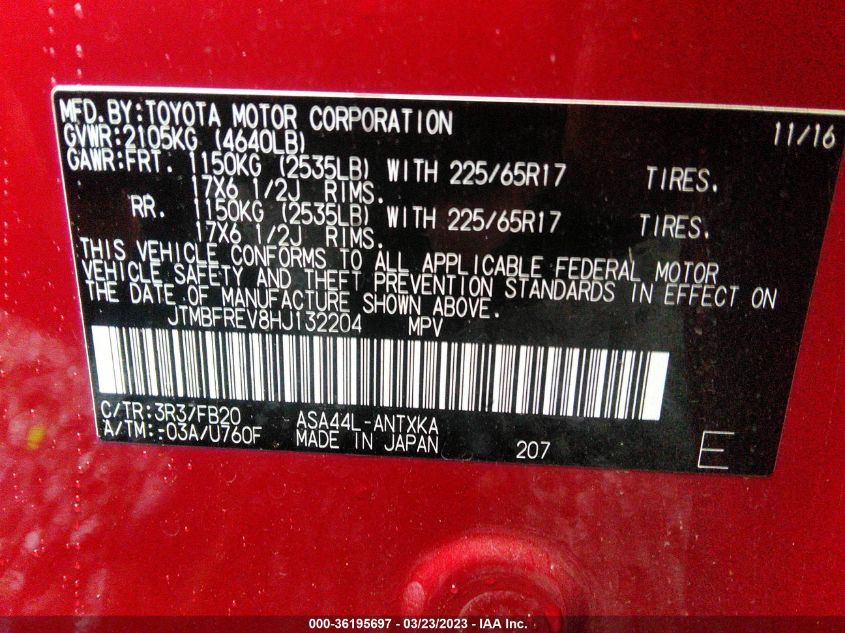 MFD.BY:TOYOTA MOTOR CORPORATION 11/16
GVWR:2105KG (4640LB)
GAWR:FRT. 1150KG (2535LB) WITH 225/65R17 TIRES.
17X6 1/2J RIMS.
RR. 1150KG (2535LB) WITH 225/65R17 TIRES.
17X6 1/2J RIMS.
THIS VEHICLE CONFORMS TO ALL APPLICABLE FEDERAL MOTOR
VEHICLE SAFETY AND THEFT PREVENTION STANDARDS IN EFFECT ON
THE DATE OF MANUFACTURE SHOWN ABOVE.
JTMBFREV8HJ132204 MPV
C/TR:3R3/FB20 ASA44L-ANTXKA
A/TM:-03A/U760F MADE IN JAPAN 207 E
000-36195697 — 03/23/2023 — IAA Inc.